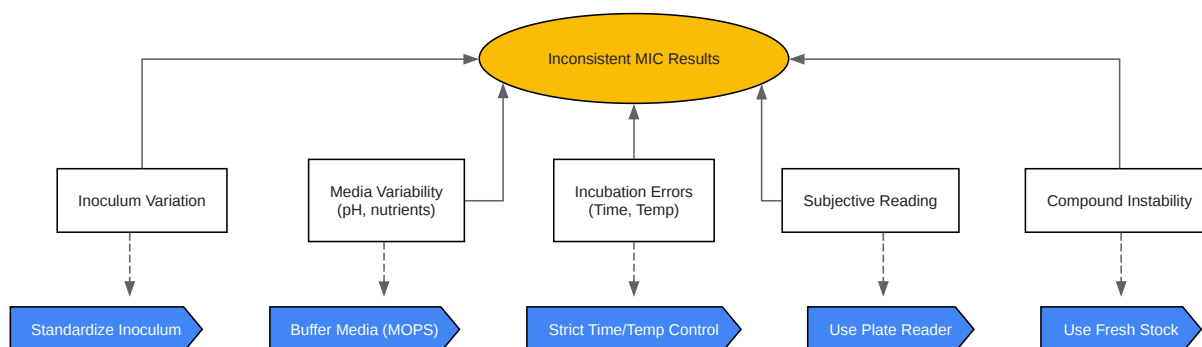 Inconsistent MIC Results
Inoculum Variation
Media Variability
(pH, nutrients)
Incubation Errors
(Time, Temp)
Subjective Reading
Compound Instability
Standardize Inoculum
Buffer Media (MOPS)
Strict Time/Temp Control
Use Plate Reader
Use Fresh Stock